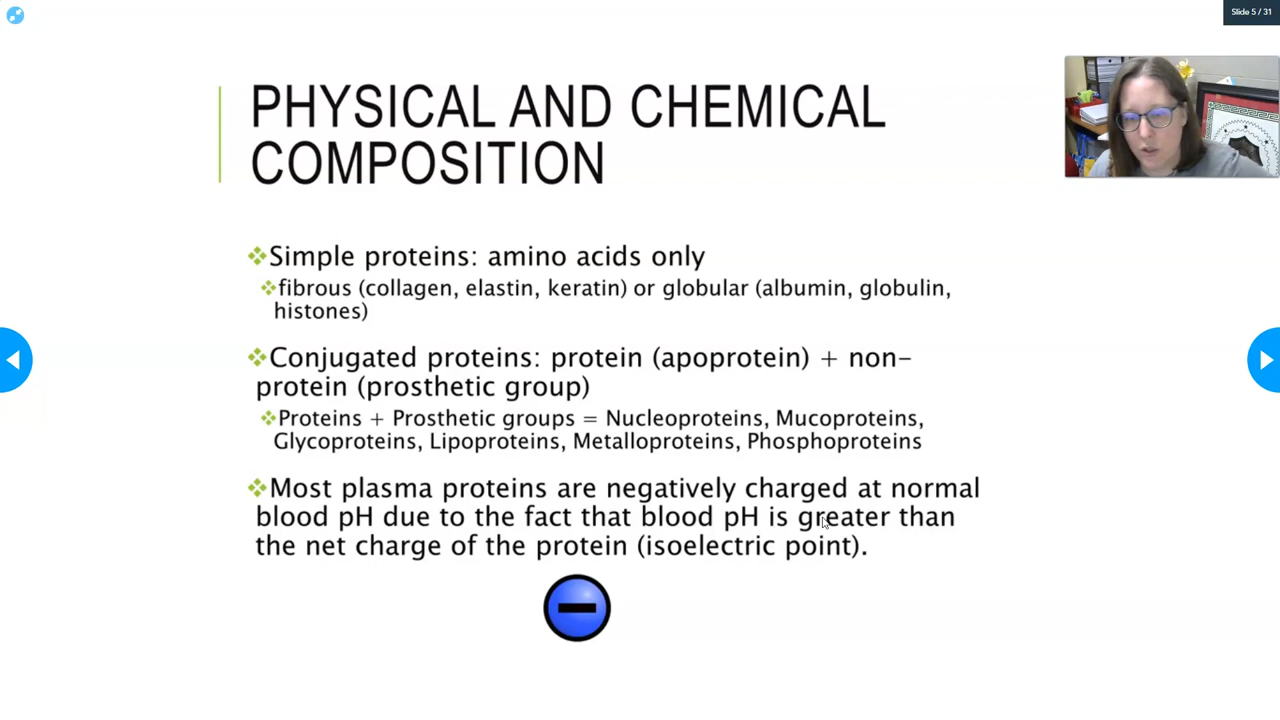 Slide 5 / 31
PHYSICAL AND CHEMICAL
COMPOSITION
❖Simple proteins: amino acids only
❖fibrous (collagen, elastin, keratin) or globular (albumin, globulin,
histones)
❖Conjugated proteins: protein (apoprotein) + non-
protein (prosthetic group)
❖Proteins + Prosthetic groups = Nucleoproteins, Mucoproteins,
Glycoproteins, Lipoproteins, Metalloproteins, Phosphoproteins
❖Most plasma proteins are negatively charged at normal
blood pH due to the fact that blood pH is greater than
the net charge of the protein (isoelectric point).